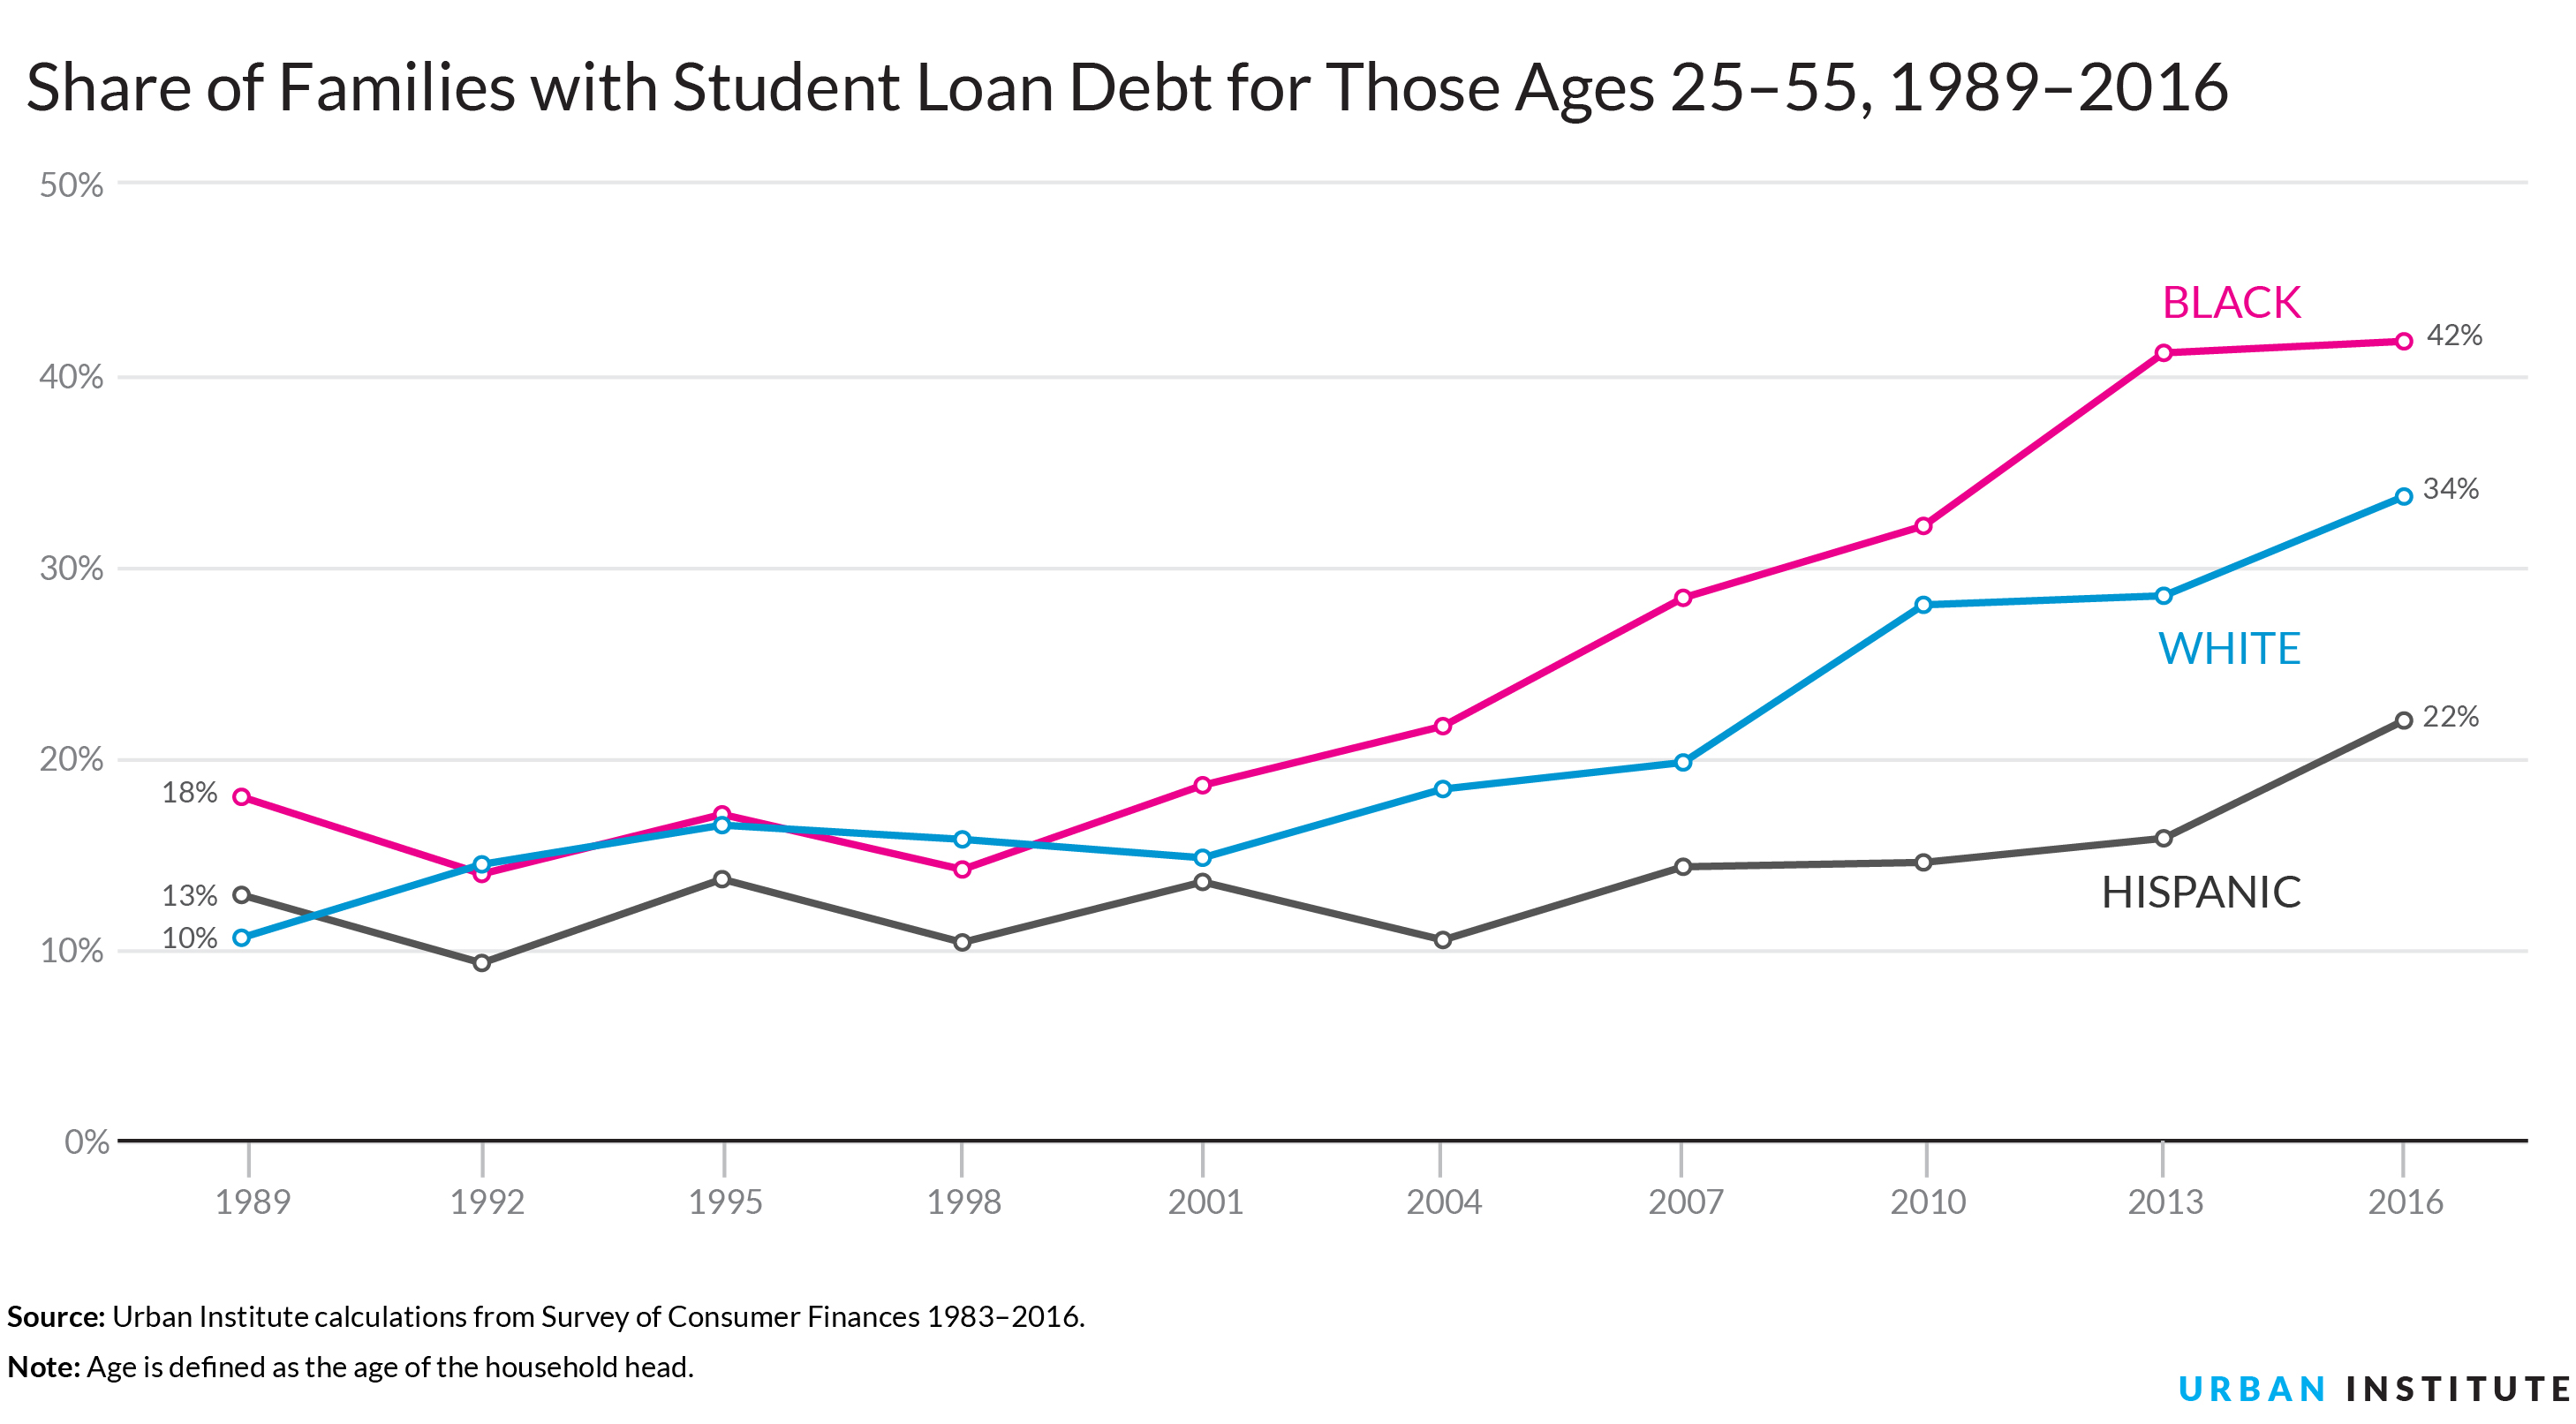 Share of Families with Student Loan Debt for Those Ages 25–55, 1989–2016
50%
BLACK
42%
40%
34%
30%
WHITE
22%
20%
18%
HISPANIC
13%
10%
10%
0%
1989 1992 1995 1998 2001 2004 2007 2010 2013 2016
Source: Urban Institute calculations from Survey of Consumer Finances 1983–2016.
Note: Age is defined as the age of the household head.
URBAN INSTITUTE